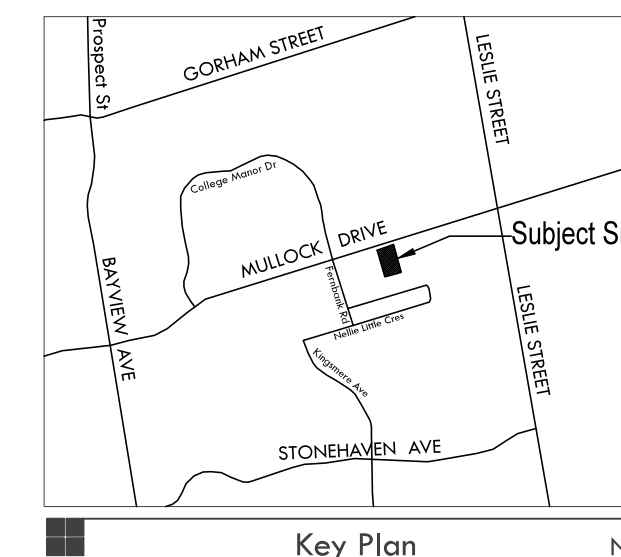 Prospect St
GORHAM STREET
LESLIE STREET
College Manor Dr
MULLOCK DRIVE
Subject S
BAYVIEW AVE
Fernbank Rd
Nellie Little Cres
LESLIE STREET
Kingsmere Ave
STONEHAVEN AVE
Key Plan
N